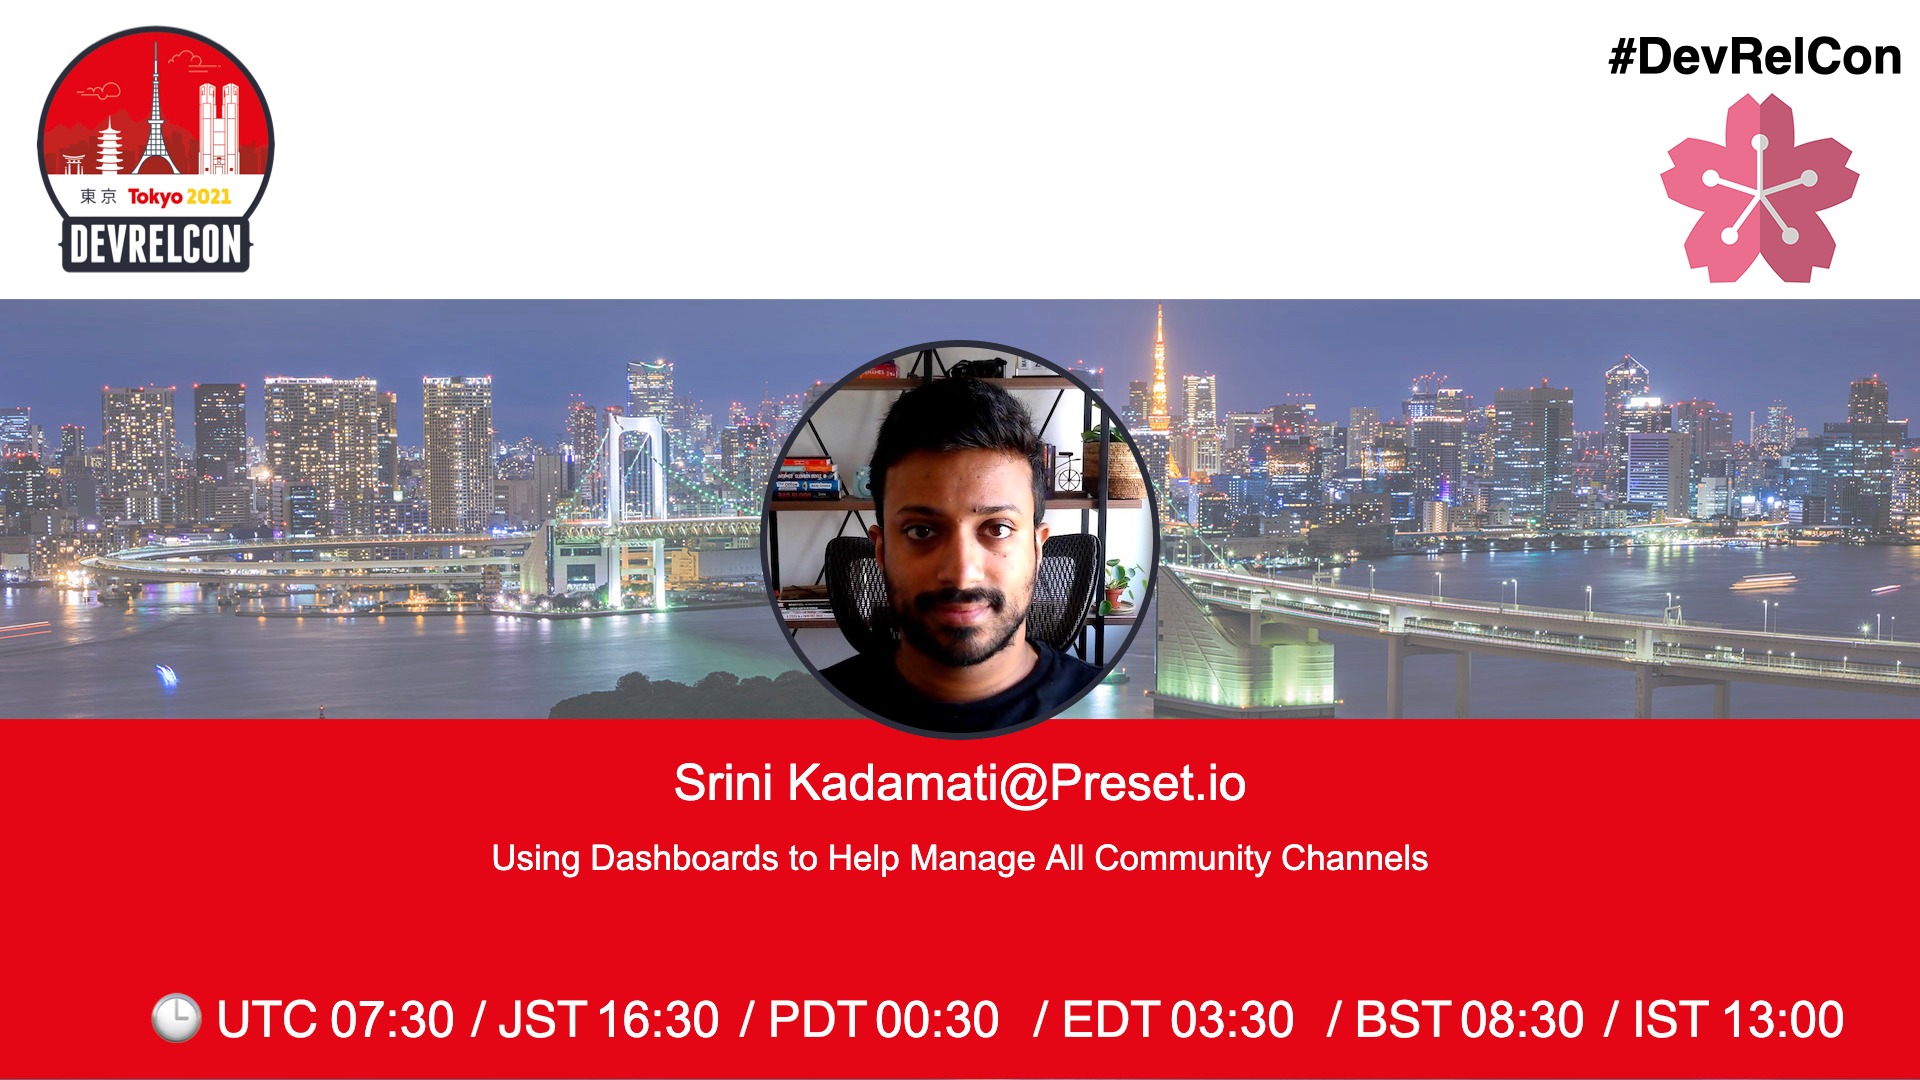 #DevRelCon
東京 Tokyo 2021
DEVRELCON
Srini Kadamati@Preset.io
Using Dashboards to Help Manage All Community Channels
UTC 07:30 / JST 16:30 / PDT 00:30 / EDT 03:30 / BST 08:30 / IST 13:00